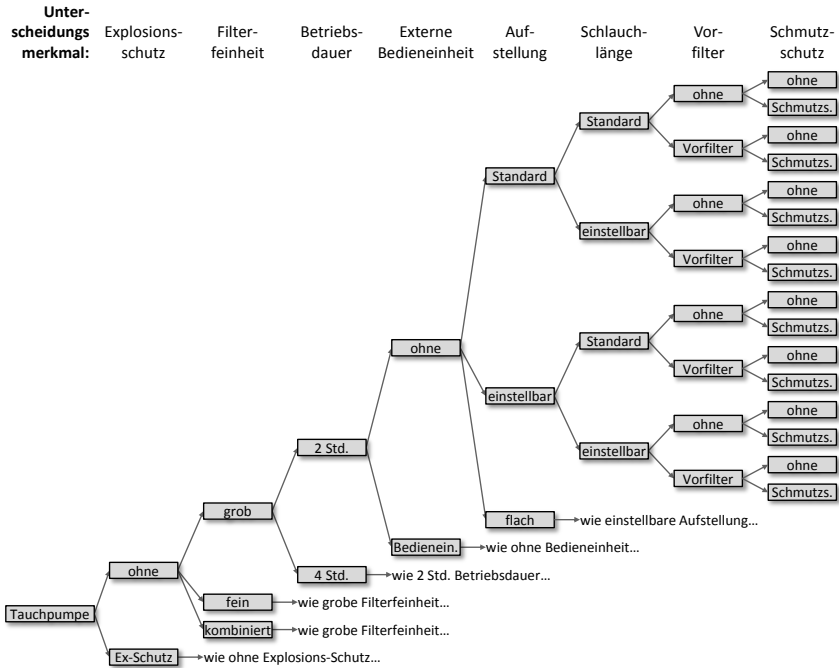 Unter-
scheidungs
merkmal:
Explosions-
schutz
Filter-
feinheit
Betriebs-
dauer
Externe
Bedieneinheit
Auf-
stellung
Schlauch-
länge
Vor-
filter
Schmutz-
schutz
ohne
ohne
Schmutzs.
Standard
ohne
Vorfilter
Schmutzs.
Standard
ohne
ohne
Schmutzs.
einstellbar
ohne
Vorfilter
Schmutzs.
ohne
ohne
Schmutzs.
ohne
Standard
ohne
Vorfilter
Schmutzs.
einstellbar
ohne
ohne
Schmutzs.
2 Std.
einstellbar
ohne
Vorfilter
Schmutzs.
grob
flach
wie einstellbare Aufstellung...
Bedienein.
wie ohne Bedieneinheit...
ohne
4 Std.
wie 2 Std. Betriebsdauer...
fein
wie grobe Filterfeinheit...
Tauchpumpe
kombiniert
wie grobe Filterfeinheit...
Ex-Schutz
wie ohne Explosions-Schutz...